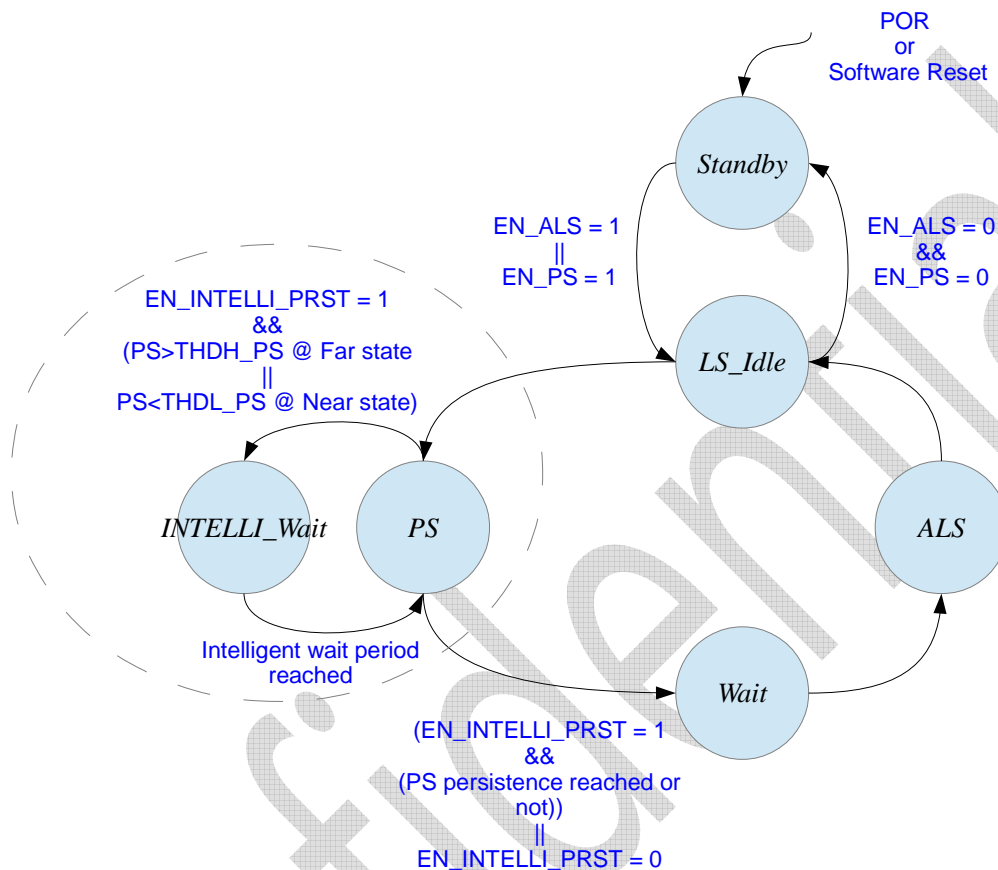 POR
or
Software Reset
Standby
EN_ALS = 1
||
EN_PS = 1
EN_ALS = 0
&&
EN_PS = 0
EN_INTELLI_PRST = 1
&&
(PS>THDH_PS @ Far state
||
PS<THDL_PS @ Near state)
LS_Idle
INTELLI_Wait
PS
ALS
Intelligent wait period
reached
Wait
(EN_INTELLI_PRST = 1
&&
(PS persistence reached or
not))
||
EN_INTELLI_PRST = 0